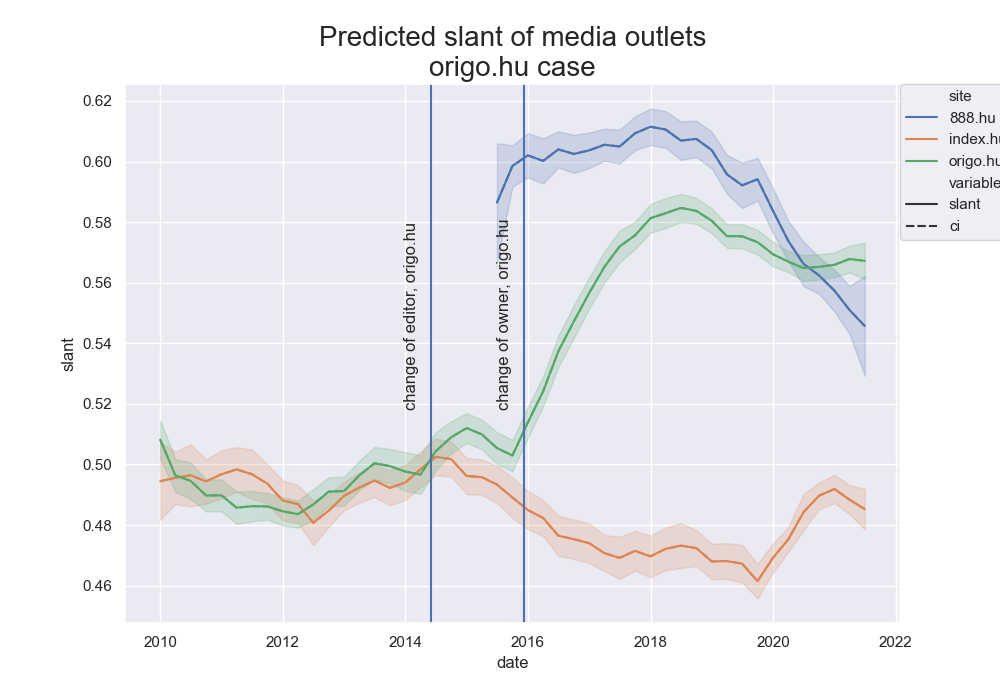 Predicted slant of media outlets
origo.hu case
site
888.hu
index.hu
origo.hu
variable
slant
ci
0.62
0.60
0.58
0.56
0.54
0.52
0.50
0.48
0.46
slant
change of editor, origo.hu
change of owner, origo.hu
2010
2012
2014
2016
2018
2020
2022
date